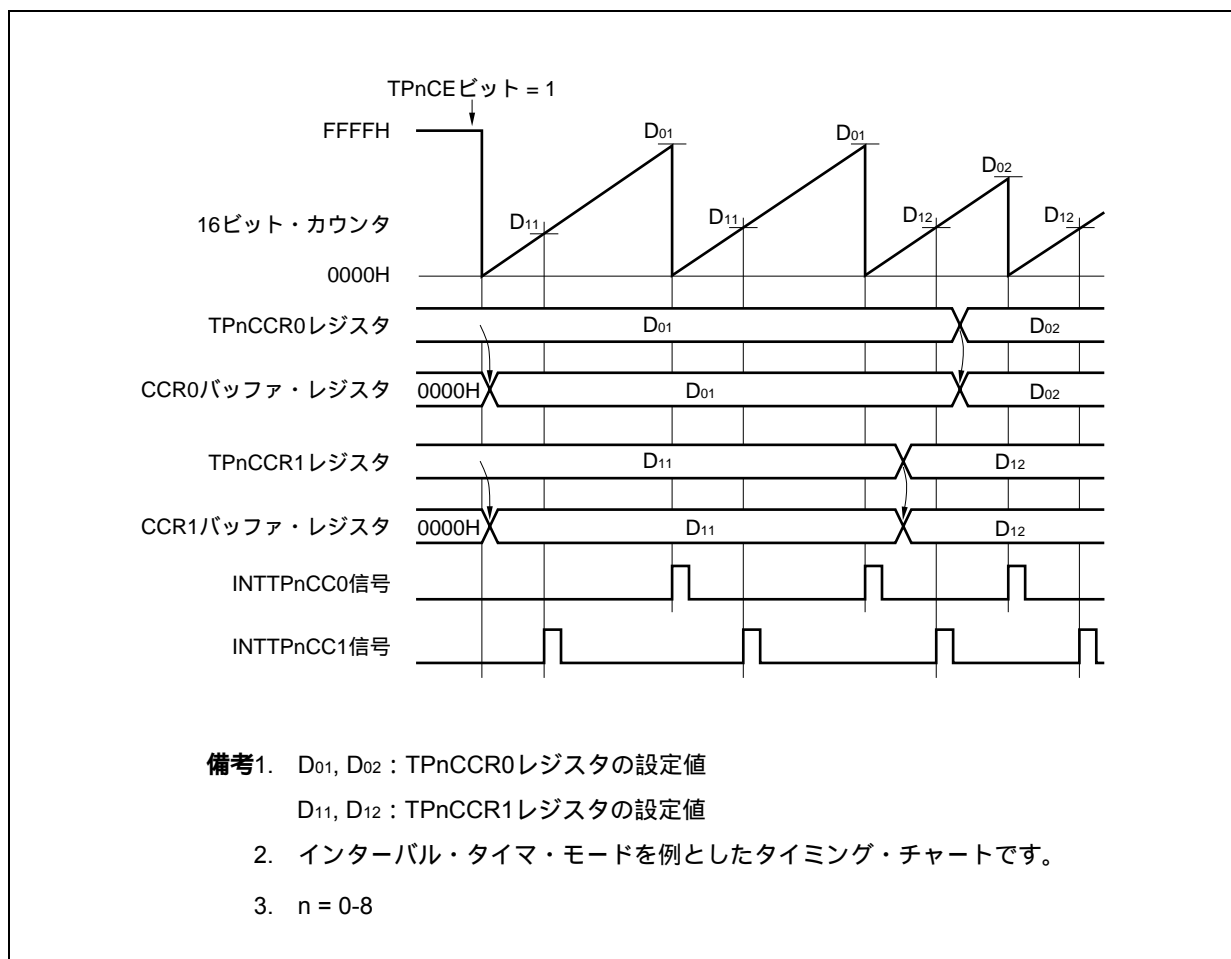 TPnCEビット = 1
FFFFH
D01
D01
D02
16ビット・カウンタ
D11
D11
D12
D12
0000H
TPnCCR0レジスタ
D01
D02
CCR0バッファ・レジスタ
0000H
D01
D02
TPnCCR1レジスタ
D11
D12
CCR1バッファ・レジスタ
0000H
D11
D12
INTTPnCC0信号
INTTPnCC1信号
備考1. D01, D02：TPnCCR0レジスタの設定値
D11, D12：TPnCCR1レジスタの設定値
2. インターバル・タイマ・モードを例としたタイミング・チャートです。
3. n = 0-8